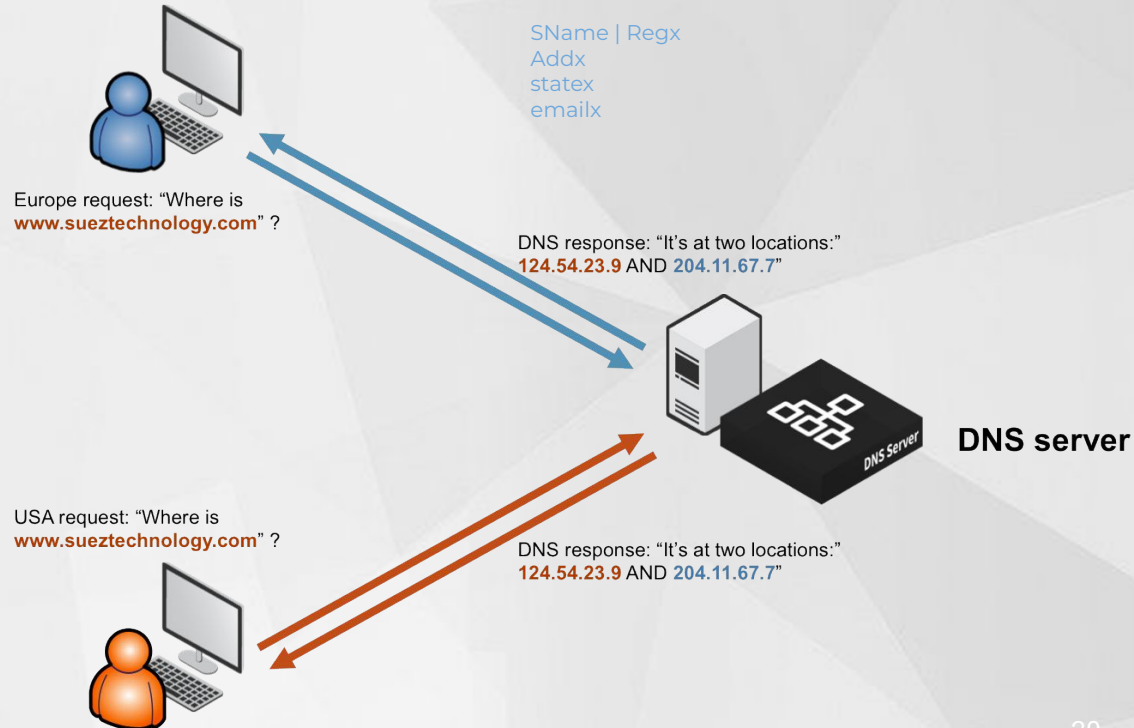 SName | Regx
Addx
statex
emailx
Europe request: “Where is
www.sueztechnology.com” ?
DNS response: “It’s at two locations:”
124.54.23.9 AND 204.11.67.7”
DNS Server
DNS server
USA request: “Where is
www.sueztechnology.com” ?
DNS response: “It’s at two locations:”
124.54.23.9 AND 204.11.67.7”